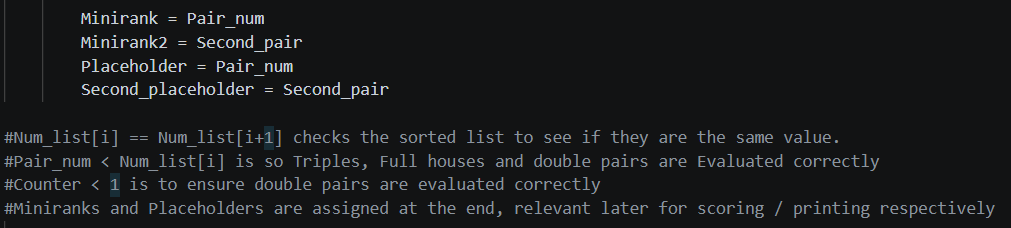 Minirank = Pair_num
Minirank2 = Second_pair
Placeholder = Pair_num
Second_placeholder = Second_pair
#Num_list[i] == Num_list[i+1] checks the sorted list to see if they are the same value.
#Pair_num < Num_list[i] is so Triples, Full houses and double pairs are Evaluated correctly
#Counter < 1 is to ensure double pairs are evaluated correctly
#Miniranks and Placeholders are assigned at the end, relevant later for scoring / printing respectively